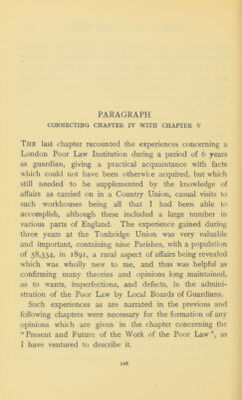 PARAGRAPH
CONNECTING CHAPTER IV WITH CHAPTER V
THE last chapter recounted the experiences concerning a
London Poor Law Institution during a period of 6 years
as guardian, giving a practical acquaintance with facts
which could not have been otherwise acquired, but which
still needed to be supplemented by the knowledge of
affairs as carried on in a Country Union, casual visits to
such workhouses being all that I had been able to
accomplish, although these included a large number in
various parts of England. The experience gained during
three years at the Tonbridge Union was very valuable
and important, containing nine Parishes, with a population
of 58,334, in 1891, a rural aspect of affairs being revealed
which was wholly new to me, and thus was helpful as
confirming many theories and opinions long maintained,
as to wants, imperfections, and defects, in the admini-
stration of the Poor Law by Local Boards of Guardians.
Such experiences as are narrated in the previous and
following chapters were necessary for the formation of any
opinions which are given in the chapter concerning the
"Present and Future of the Work of the Poor Law", as
I have ventured to describe it.